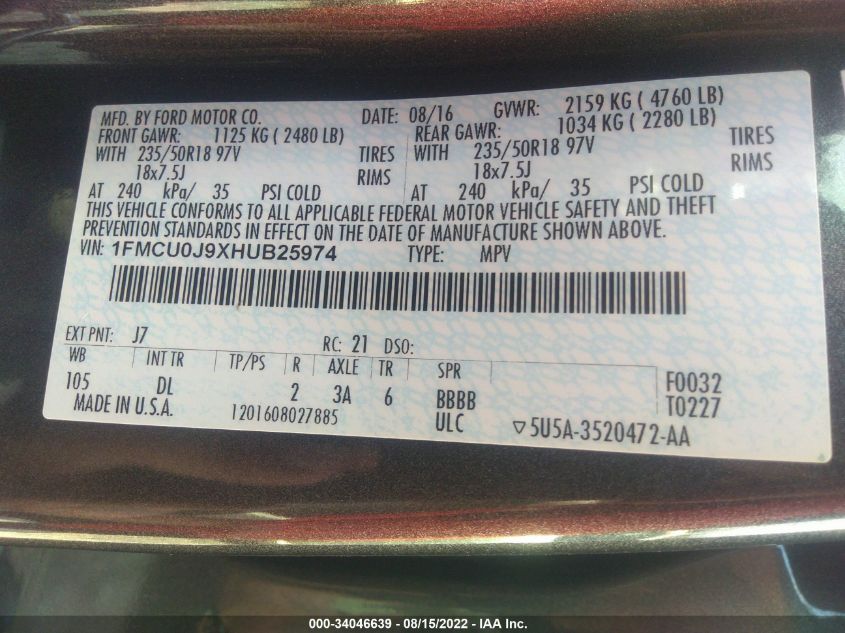 MFD. BY FORD MOTOR CO. DATE: 08/16 GVWR: 2159 KG ( 4760 LB)
FRONT GAWR: 1125 KG ( 2480 LB) REAR GAWR: 1034 KG ( 2280 LB)
WITH 235/50R18 97V TIRES WITH 235/50R18 97V TIRES
18x7.5J RIMS 18x7.5J RIMS
AT 240 kPa/ 35 PSI COLD AT 240 kPa/ 35 PSI COLD
THIS VEHICLE CONFORMS TO ALL APPLICABLE FEDERAL MOTOR VEHICLE SAFETY AND THEFT
PREVENTION STANDARDS IN EFFECT ON THE DATE OF MANUFACTURE SHOWN ABOVE.
VIN: 1FMCU0J9XHUB25974 TYPE: MPV
EXT PNT: J7 RC: 21 DSO:
WB INT TR TP/PS R AXLE TR SPR
105 DL 2 3A 6 BBBB F0032
MADE IN U.S.A. 1201608027885 ULC T0227
▽5U5A-3520472-AA
000-34046639 - 08/15/2022 - IAA Inc.